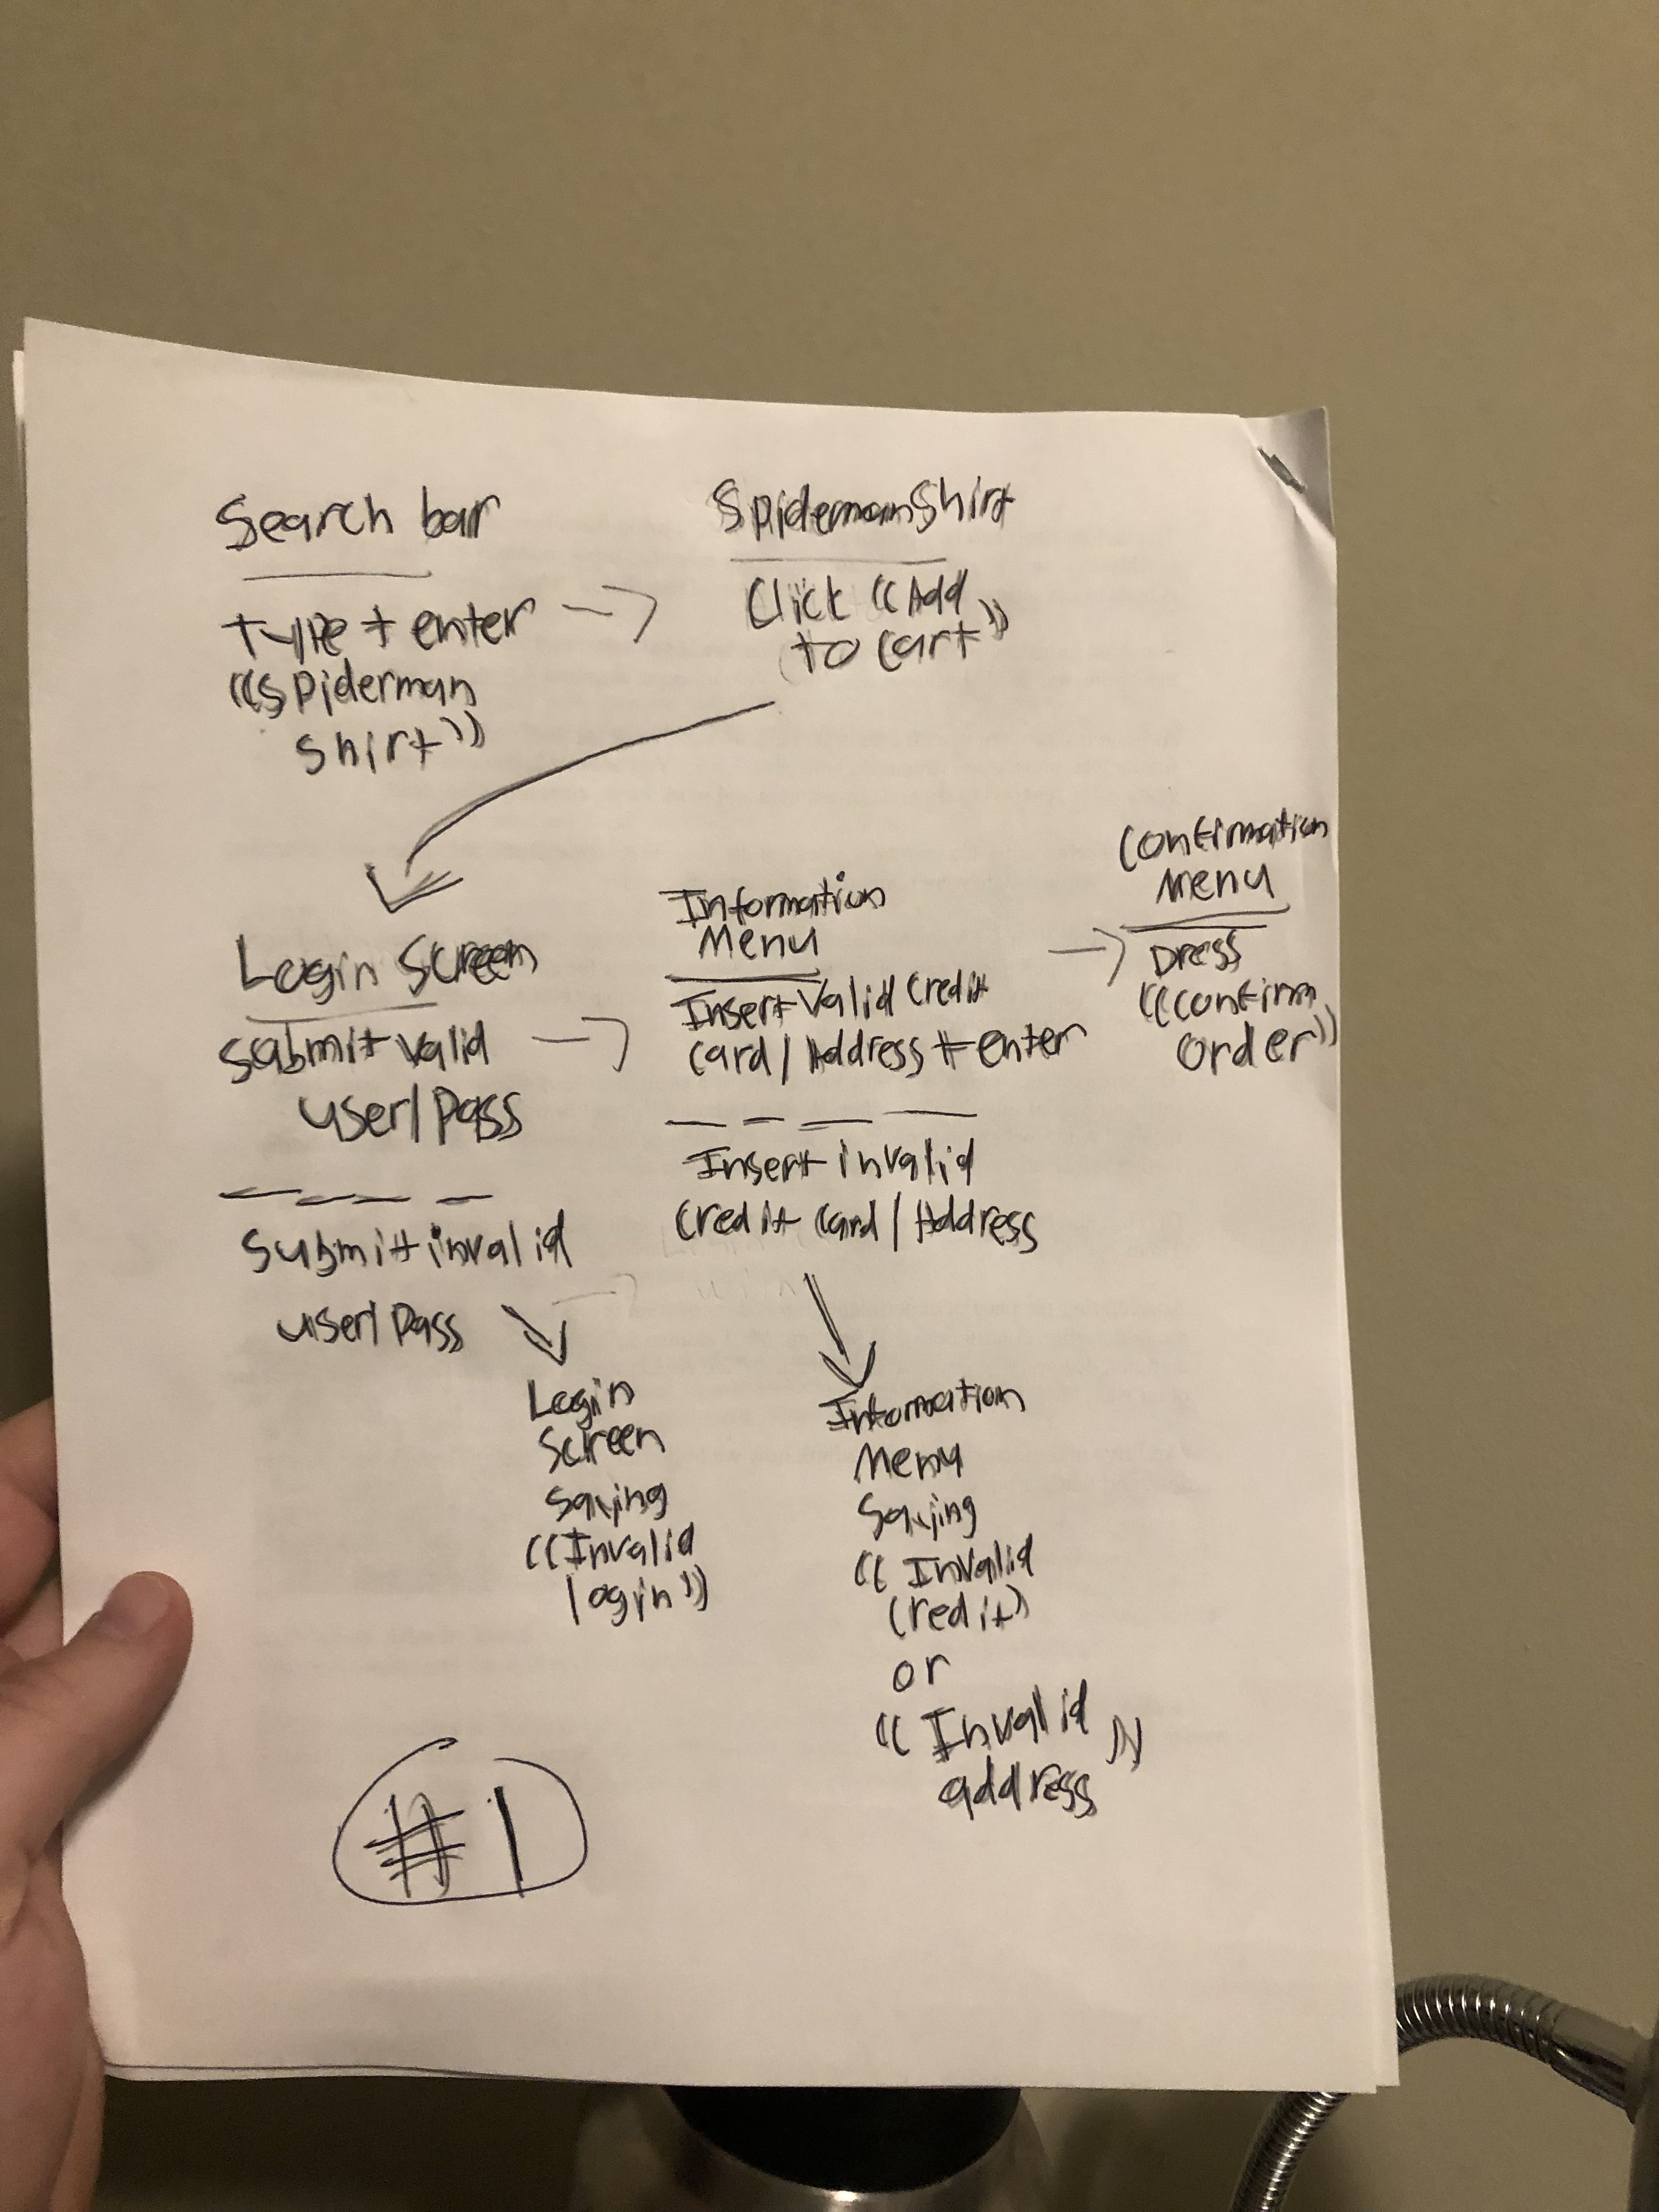 Search bar
Type + enter
"Spiderman
Shirt"
Spiderman Shirt
Click "Add
to Cart"
Login Screen
Submit valid
user/Pass
Submit invalid
user/Pass
Login
Screen
Saying
"Invalid
login"
Information
Menu
Insert Valid Credit
Card/Address + enter
Insert invalid
Credit Card/Address
Information
Menu
Saying
"Invalid
Credit"
or
"Invalid
address"
Confirmation
Menu
Press
"Confirm
Order"
#1